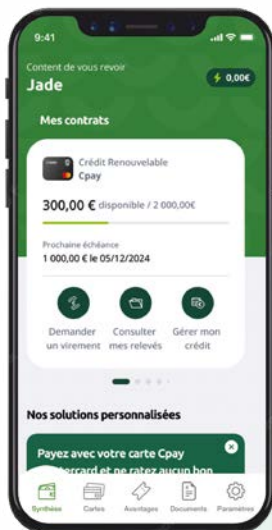 9:41
Content de vous revoir
Jade
0,00€
Mes contrats
Crédit Renouvelable
Cpay
300,00 € disponible / 2 000,00€
Prochaine échéance
1 000,00 € le 05/12/2024
Demander
un virement
Consulter
mes relevés
Gérer mon
crédit
Nos solutions personnalisées
Payez avec votre carte Cpay
et ne ratez aucun bon
Synthèse
Cartes
Avantages
Documents
Paramètres